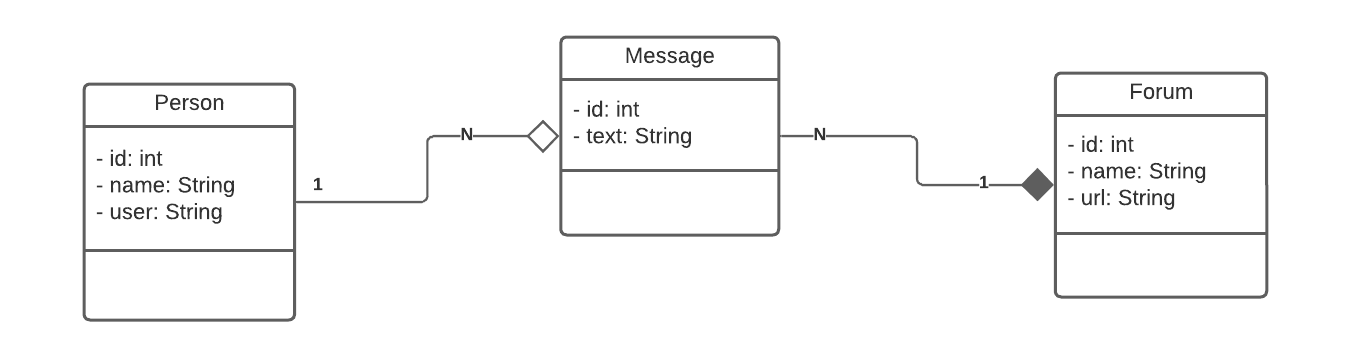 Person
- id: int
- name: String
- user: String
1
N
Message
- id: int
- text: String
N
1
Forum
- id: int
- name: String
- url: String